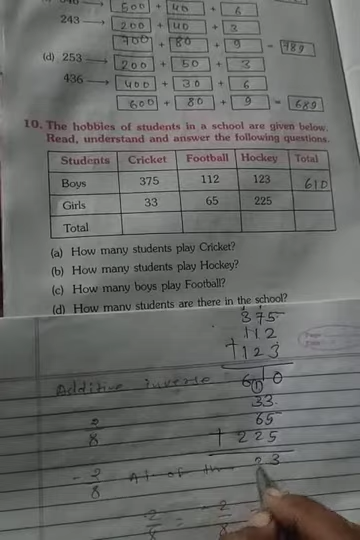 243 → 200 + 40 + 3
700 + 80 + 9 = 789
(d) 253 → 200 + 50 + 3
436 → 400 + 30 + 6
600 + 80 + 9 = 689
10. The hobbies of students in a school are given below.
Read, understand and answer the following questions.
Students Cricket Football Hockey Total
Boys 375 112 123 610
Girls 33 65 225
Total
(a) How many students play Cricket?
(b) How many students play Hockey?
(c) How many boys play Football?
(d) How many students are there in the school?
375
112
+ 123
Additive inverse 610
33
65
+ 225
23
2/8
- 2/8